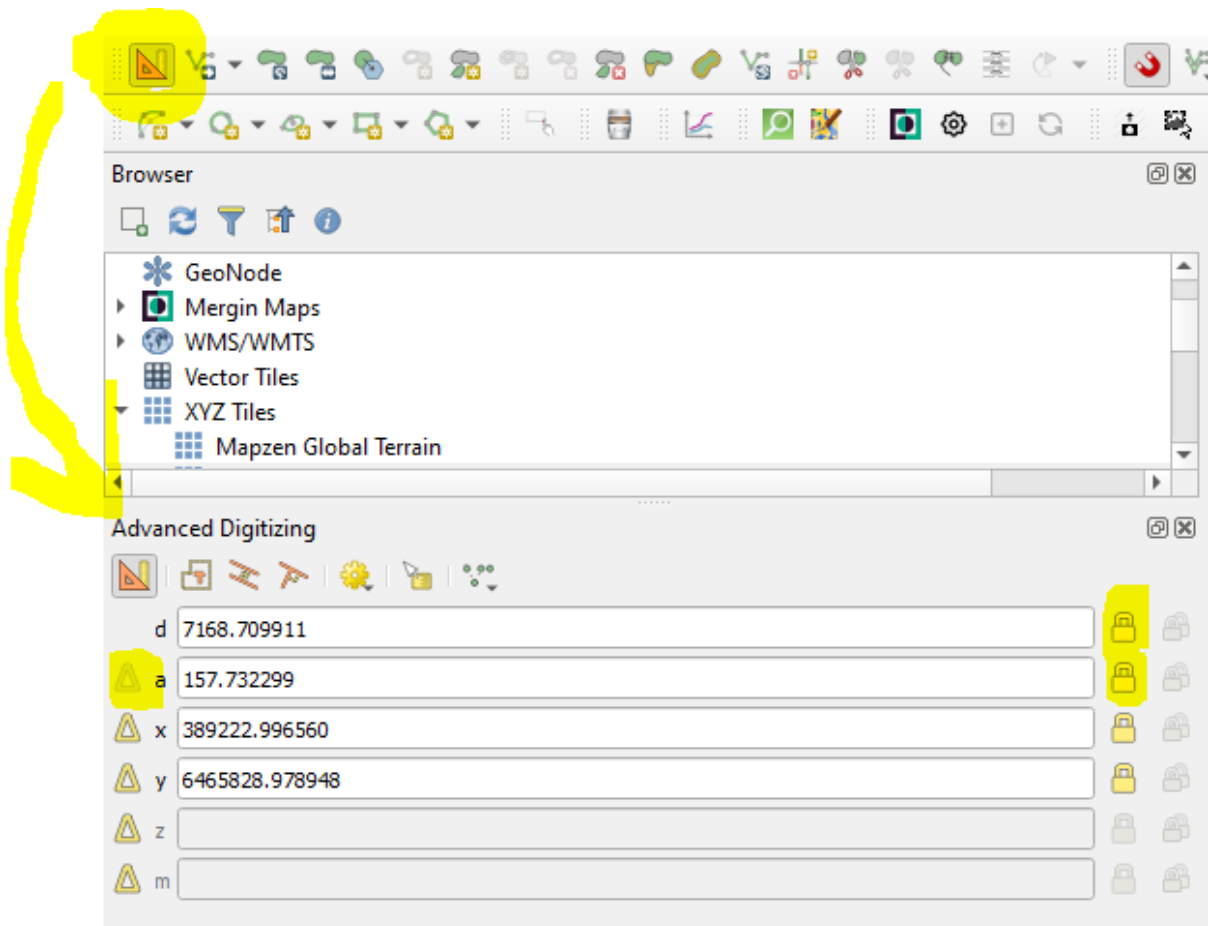 Browser
GeoNode
Mergin Maps
WMS/WMTS
Vector Tiles
XYZ Tiles
Mapzen Global Terrain
Advanced Digitizing
d 7168.709911
a 157.732299
x 389222.996560
y 6465828.978948
z
m